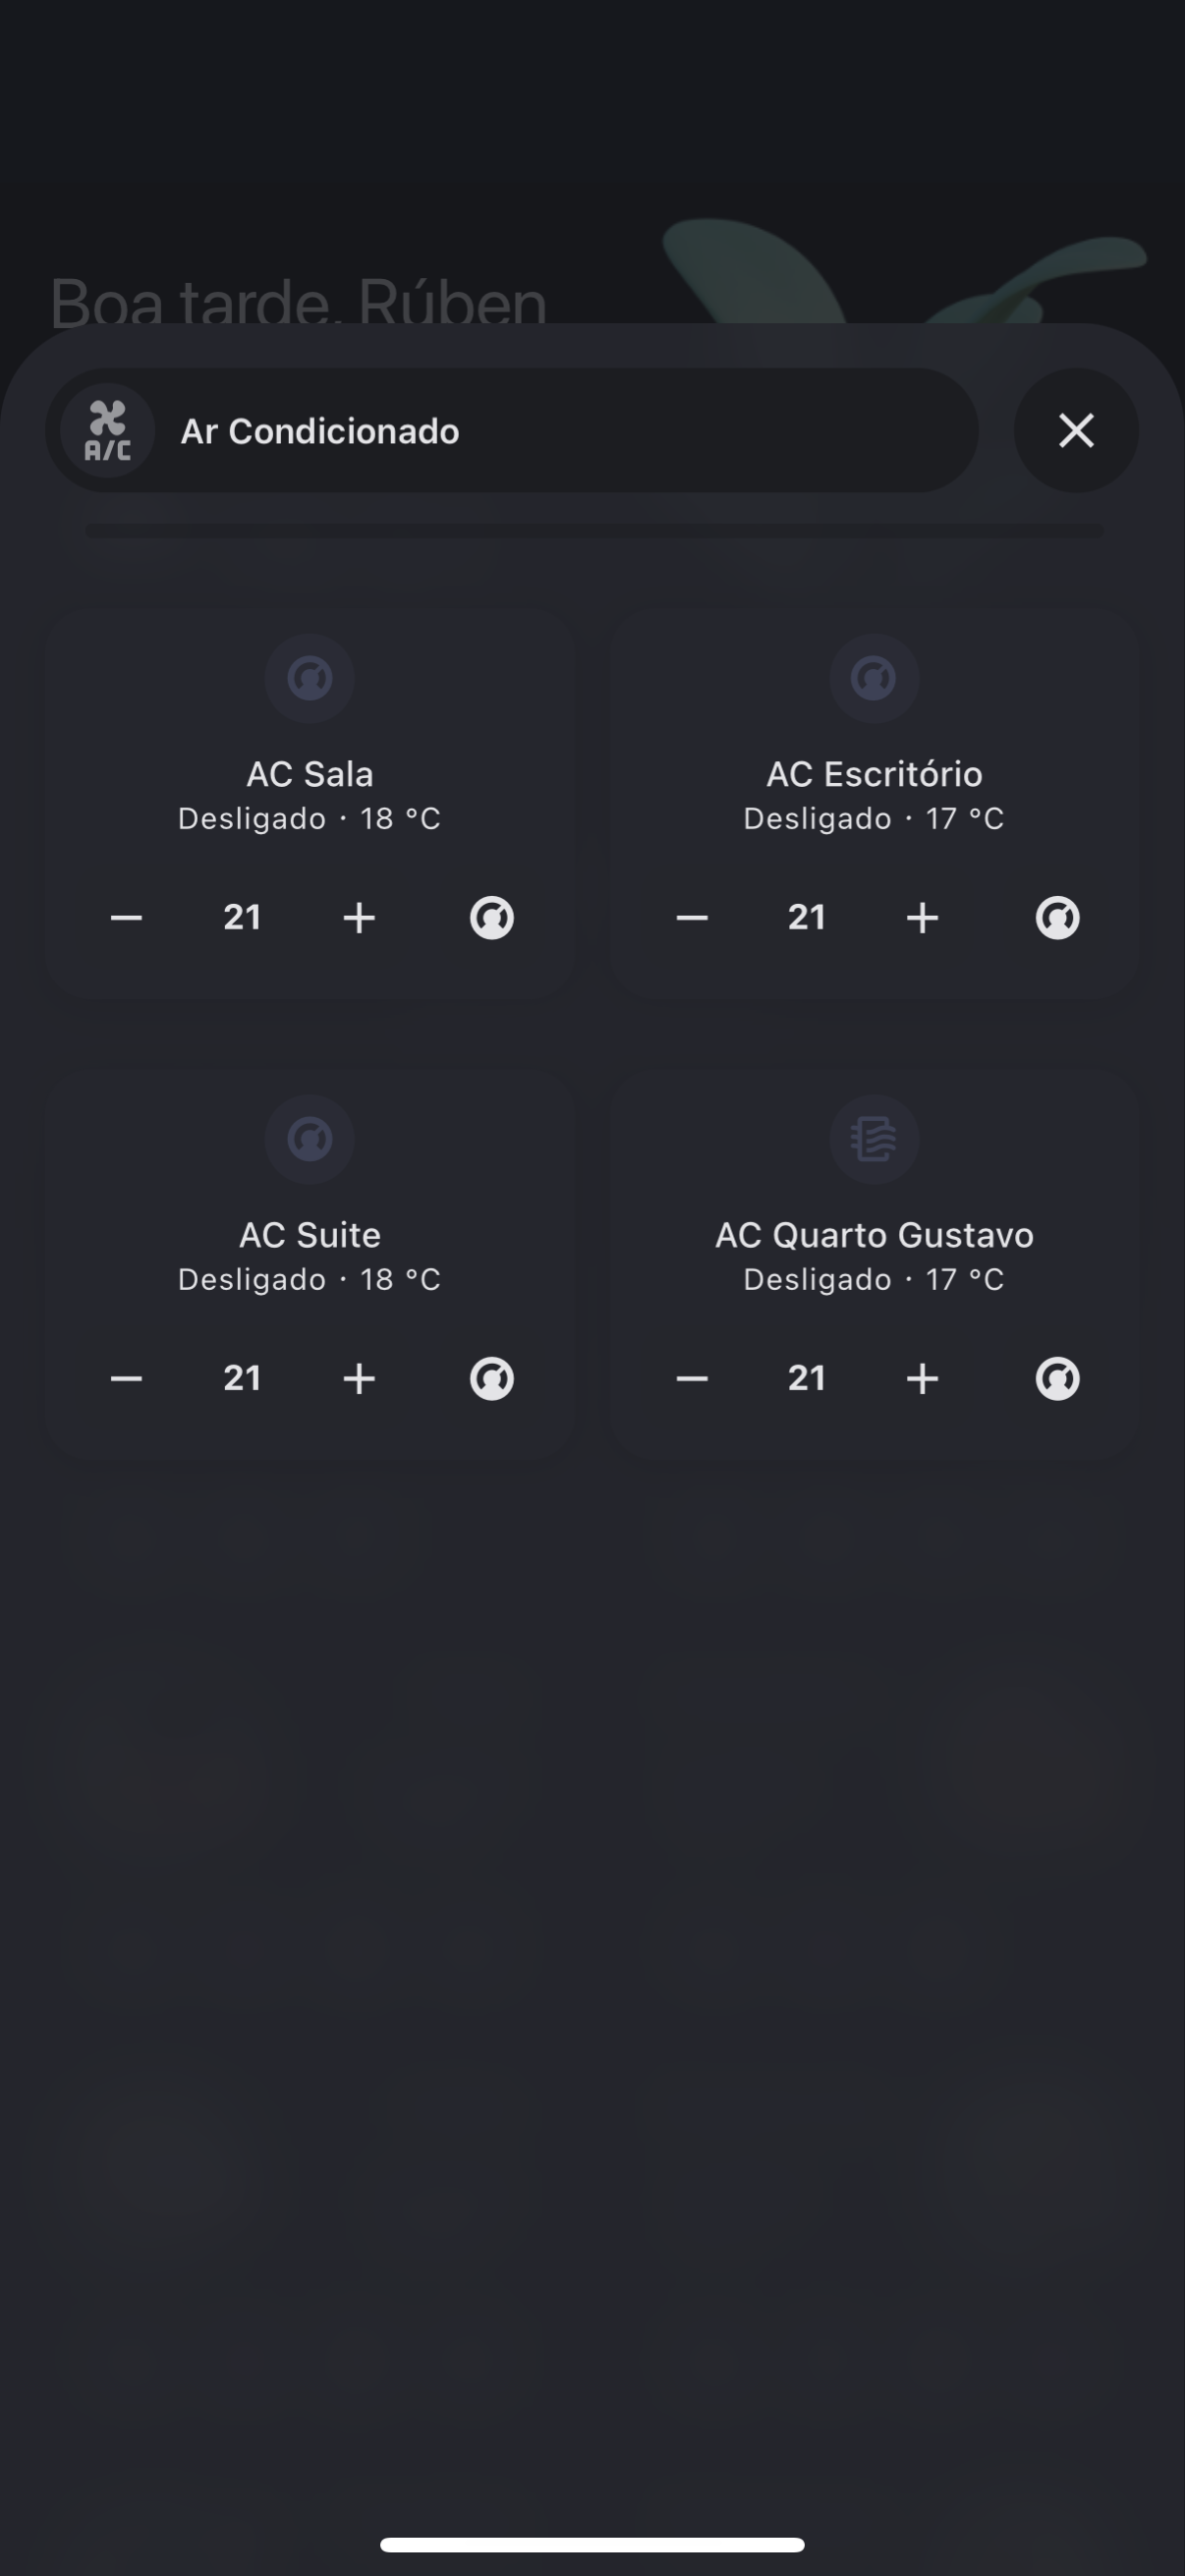 Boa tarde, Rúben
A/C
Ar Condicionado
AC Sala
Desligado · 18 °C
21
AC Escritório
Desligado · 17 °C
21
AC Suite
Desligado · 18 °C
21
AC Quarto Gustavo
Desligado · 17 °C
21